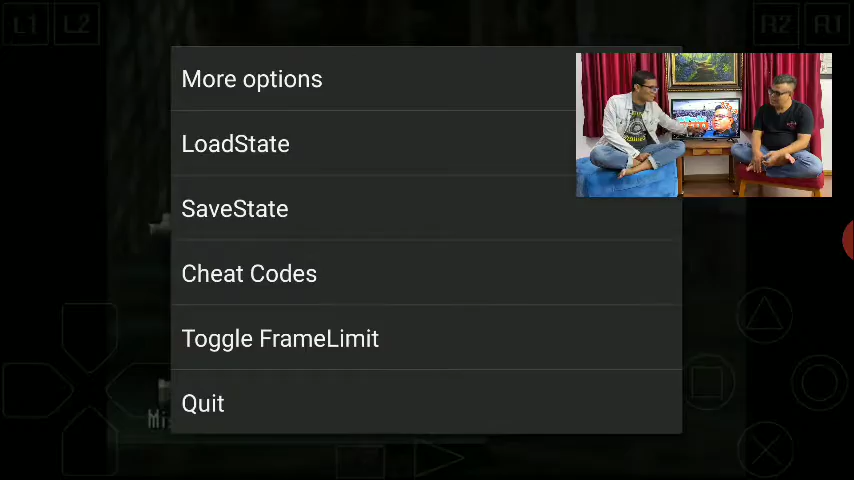 L1 L2 R2 R1
More options
LoadState
SaveState
Cheat Codes
Toggle FrameLimit
Quit